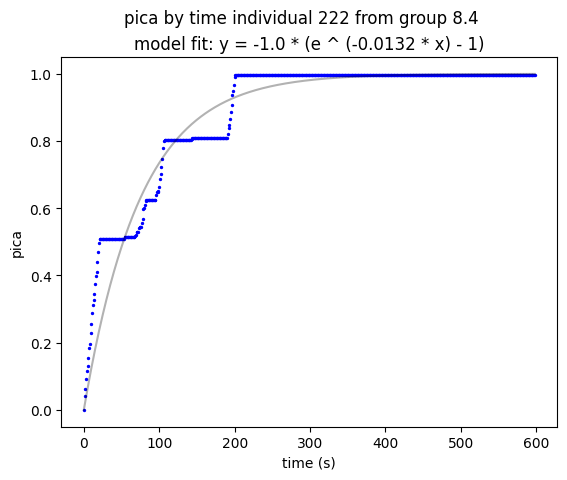 pica by time individual 222 from group 8.4
model fit: y = -1.0 * (e ^ (-0.0132 * x) - 1)
1.0
0.8
0.6
0.4
0.2
0.0
pica
0 100 200 300 400 500 600
time (s)